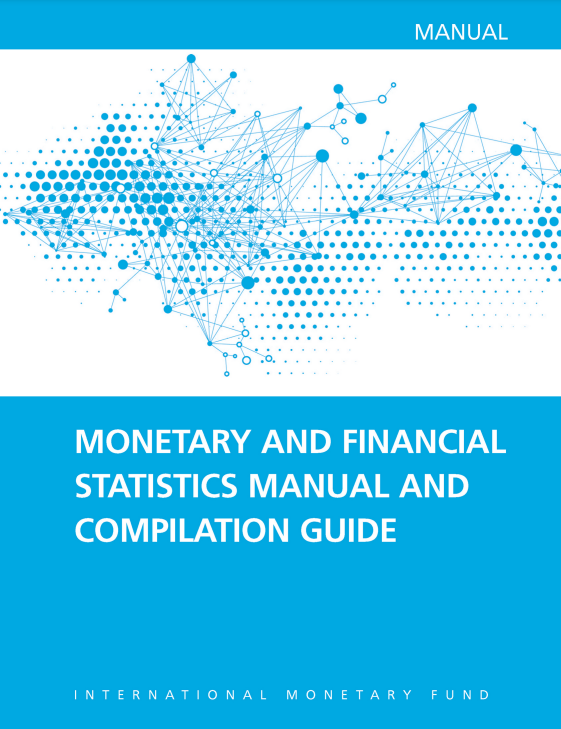 MANUAL
MONETARY AND FINANCIAL
STATISTICS MANUAL AND
COMPILATION GUIDE
INTERNATIONAL MONETARY FUND